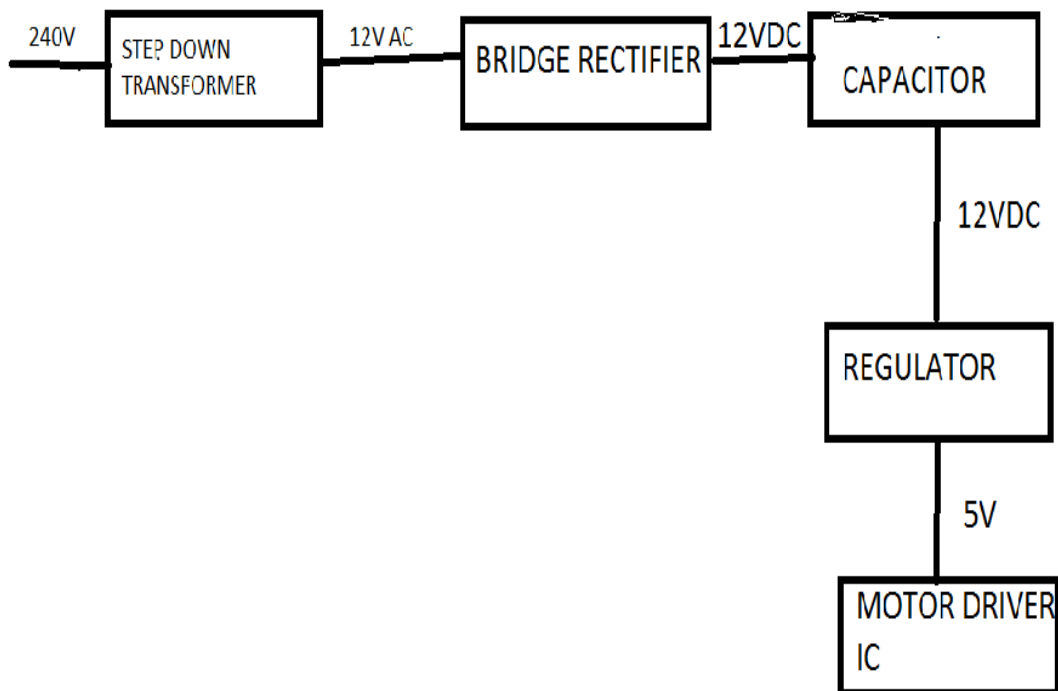 240V
STEP DOWN
TRANSFORMER
12V AC
BRIDGE RECTIFIER
12VDC
CAPACITOR
12VDC
REGULATOR
5V
MOTOR DRIVER
IC